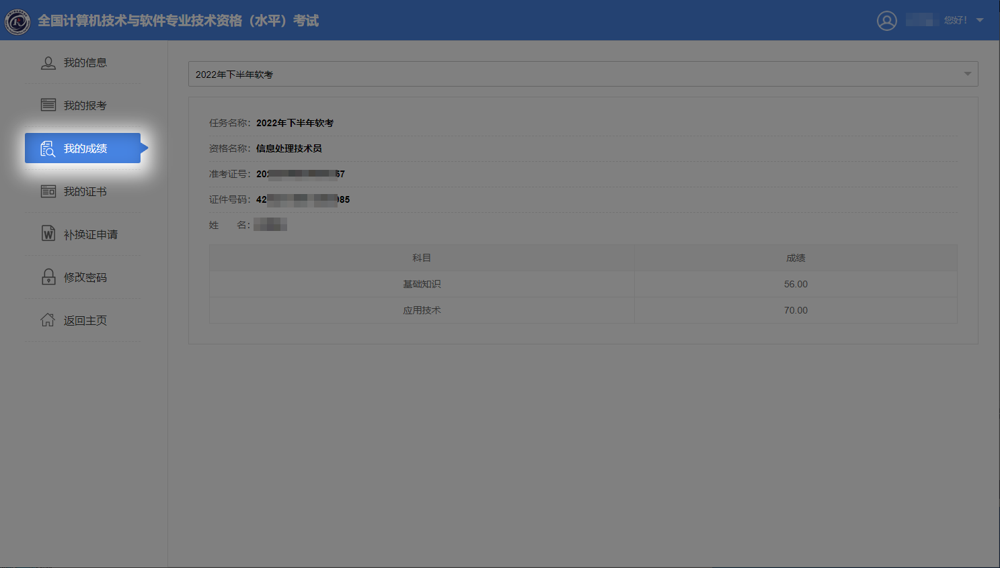 全国计算机技术与软件专业技术资格（水平）考试
您好！
我的信息
我的报考
我的成绩
我的证书
补换证申请
修改密码
返回主页
2022年下半年软考
任务名称：2022年下半年软考
资格名称：信息处理技术员
准考证号：202 57
证件号码：42 985
姓 名：
科目 成绩
基础知识 56.00
应用技术 70.00